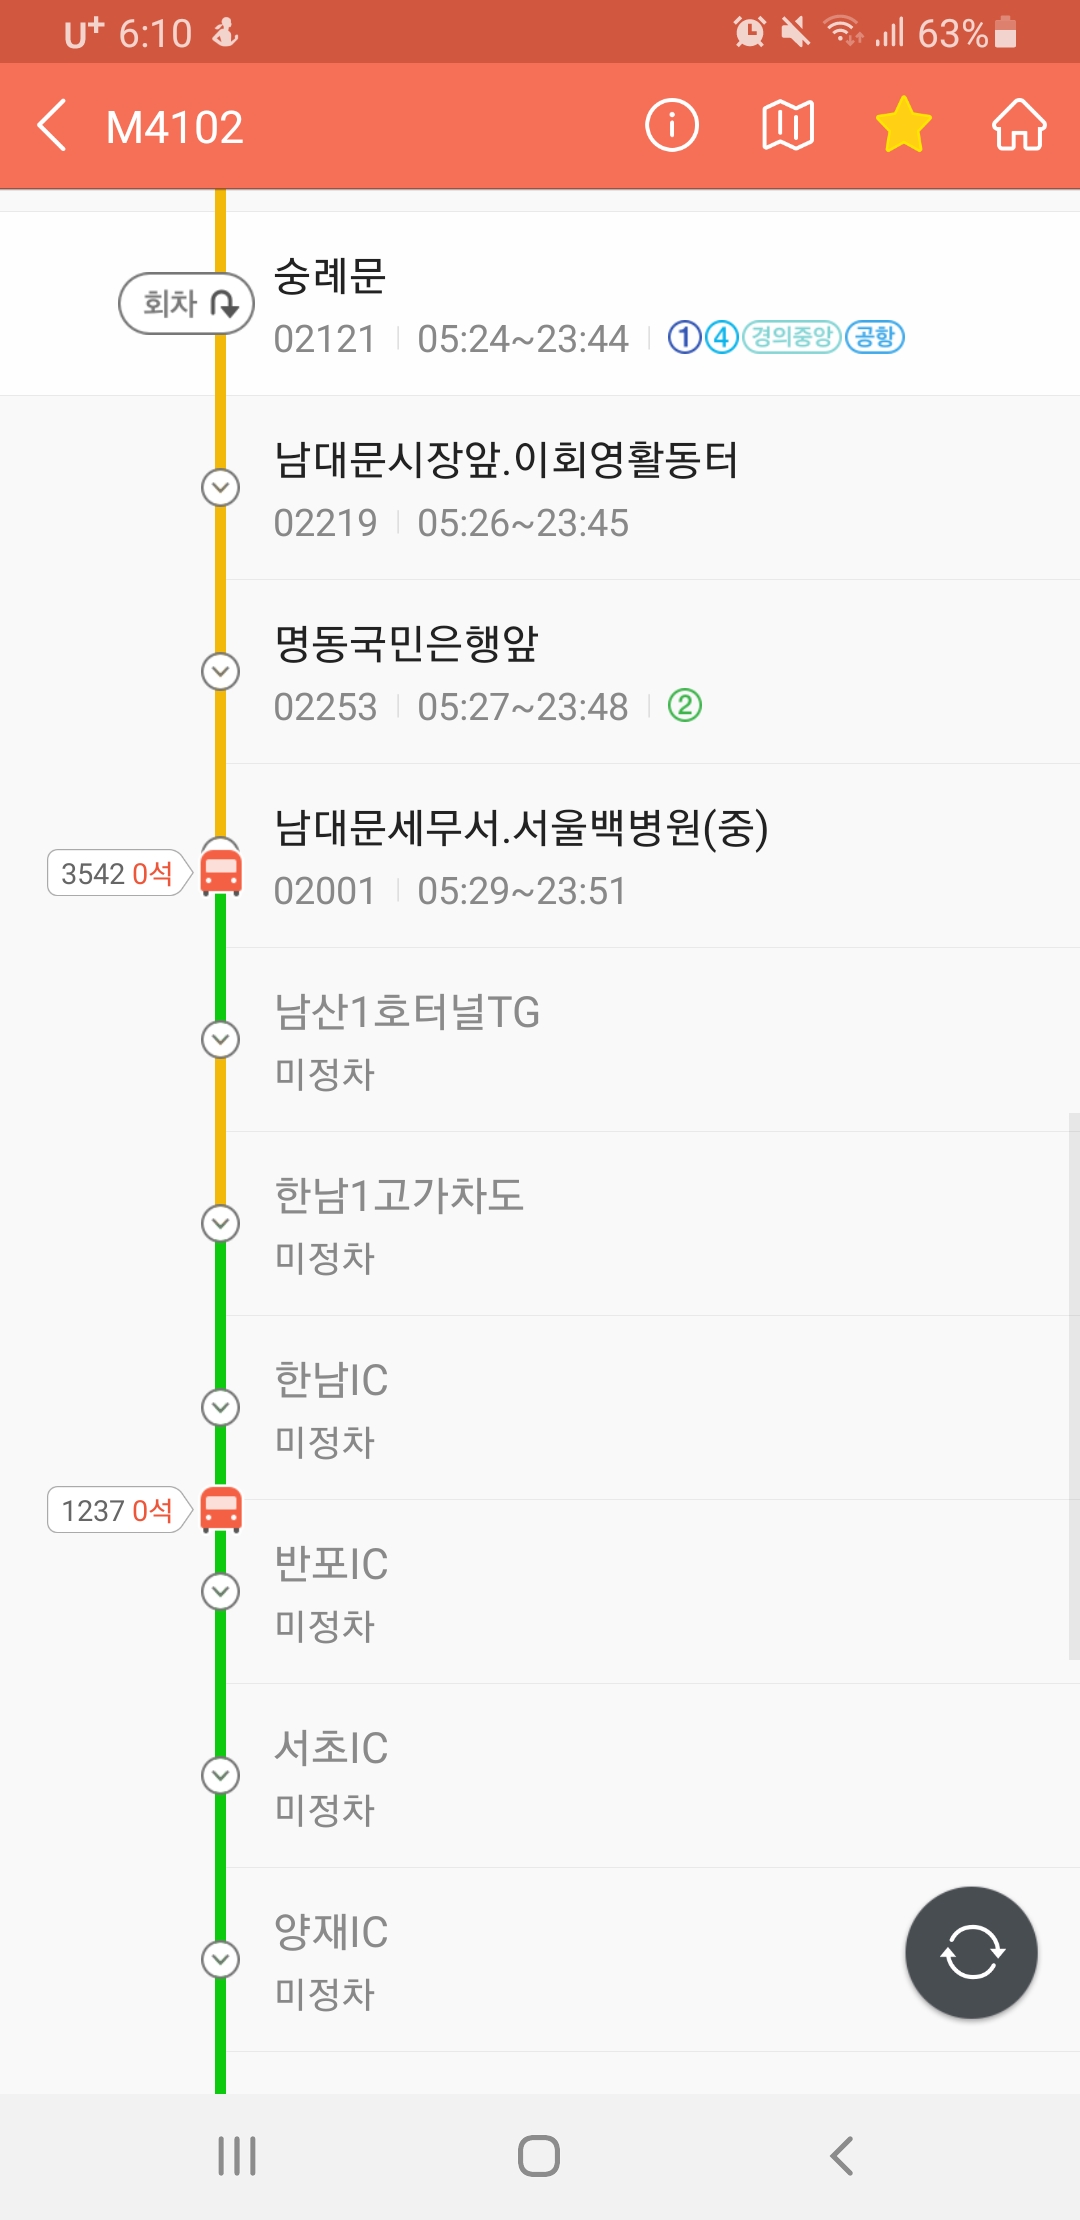 U+ 6:10 63%
M4102
숭례문
회차
02121 05:24~23:44 1 4 경의중앙 공항
남대문시장앞.이회영활동터
02219 05:26~23:45
명동국민은행앞
02253 05:27~23:48 2
남대문세무서.서울백병원(중)
3542 0석
02001 05:29~23:51
남산1호터널TG
미정차
한남1고가차도
미정차
한남IC
미정차
1237 0석
반포IC
미정차
서초IC
미정차
양재IC
미정차